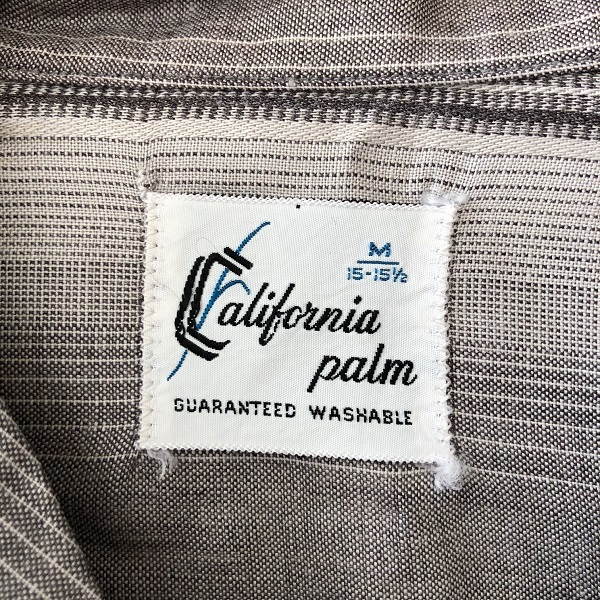 M
15-15½
California
palm
GUARANTEED WASHABLE